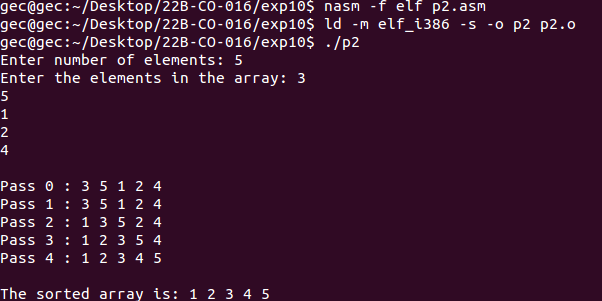 gec@gec:~/Desktop/22B-CO-016/exp10$ nasm -f elf p2.asm
gec@gec:~/Desktop/22B-CO-016/exp10$ ld -m elf_i386 -s -o p2 p2.o
gec@gec:~/Desktop/22B-CO-016/exp10$ ./p2
Enter number of elements: 5
Enter the elements in the array: 3
5
1
2
4
Pass 0 : 3 5 1 2 4
Pass 1 : 3 5 1 2 4
Pass 2 : 1 3 5 2 4
Pass 3 : 1 2 3 5 4
Pass 4 : 1 2 3 4 5
The sorted array is: 1 2 3 4 5